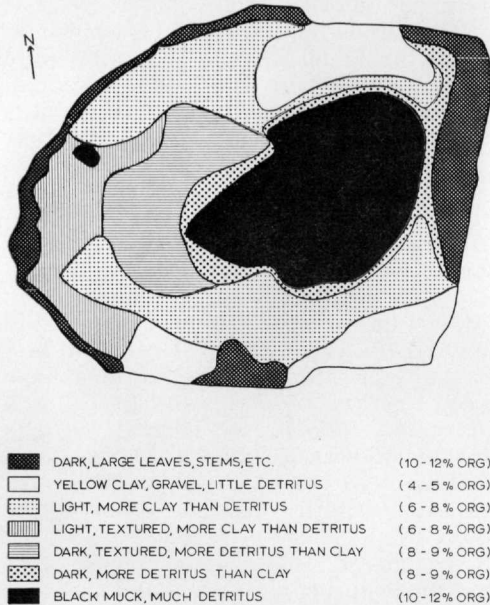 N
DARK, LARGE LEAVES, STEMS, ETC. (10-12% ORG)
YELLOW CLAY, GRAVEL, LITTLE DETRITUS (4-5% ORG)
LIGHT, MORE CLAY THAN DETRITUS (6-8% ORG)
LIGHT, TEXTURED, MORE CLAY THAN DETRITUS (6-8% ORG)
DARK, TEXTURED, MORE DETRITUS THAN CLAY (8-9% ORG)
DARK, MORE DETRITUS THAN CLAY (8-9% ORG)
BLACK MUCK, MUCH DETRITUS (10-12% ORG)